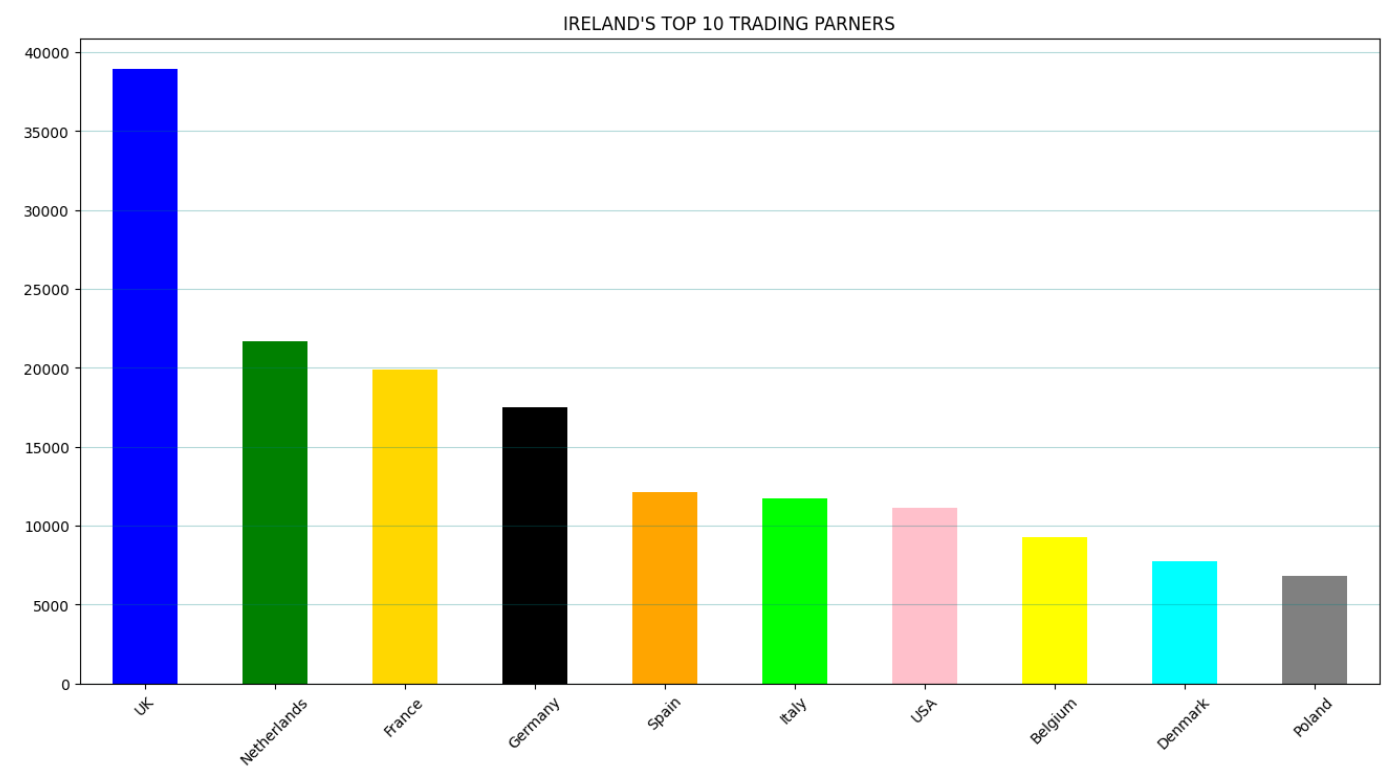 IRELAND'S TOP 10 TRADING PARNERS
40000
35000
30000
25000
20000
15000
10000
5000
0
UK
Netherlands
France
Germany
Spain
Italy
USA
Belgium
Denmark
Poland